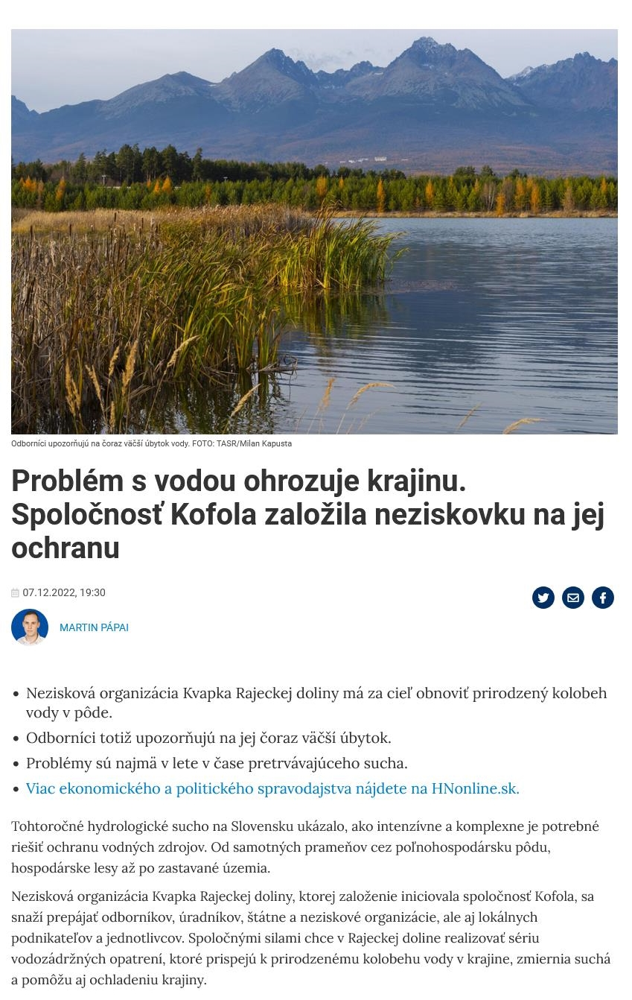 Odborníci upozorňujú na čoraz väčší úbytok vody. FOTO: TASR/Milan Kapusta
Problém s vodou ohrozuje krajinu.
Spoločnosť Kofola založila neziskovku na jej
ochranu
07.12.2022, 19:30
MARTIN PÁPAI
• Nezisková organizácia Kvapka Rajeckej doliny má za cieľ obnoviť prirodzený kolobeh
vody v pôde.
• Odborníci totiž upozorňujú na jej čoraz väčší úbytok.
• Problémy sú najmä v lete v čase pretrvávajúceho sucha.
• Viac ekonomického a politického spravodajstva nájdete na HNonline.sk.
Tohtoročné hydrologické sucho na Slovensku ukázalo, ako intenzívne a komplexne je potrebné
riešiť ochranu vodných zdrojov. Od samotných prameňov cez poľnohospodársku pôdu,
hospodárske lesy až po zastavané územia.
Nezisková organizácia Kvapka Rajeckej doliny, ktorej založenie iniciovala spoločnosť Kofola, sa
snaží prepájať odborníkov, úradníkov, štátne a neziskové organizácie, ale aj lokálnych
podnikateľov a jednotlivcov. Spoločnými silami chce v Rajeckej doline realizovať sériu
vodozádržných opatrení, ktoré prispejú k prirodzenému kolobehu vody v krajine, zmiernia suchá
a pomôžu aj ochladeniu krajiny.